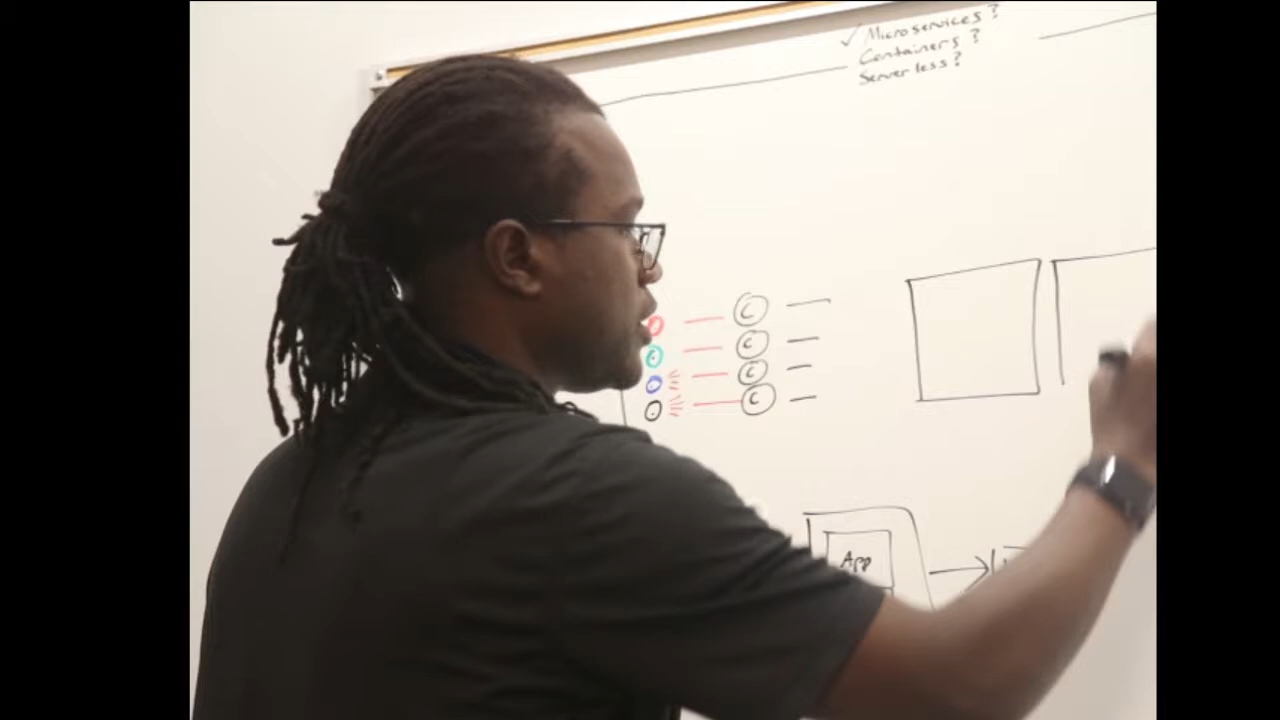 ✓ Microservices?
Containers?
Serverless?
C
C
C
C
App